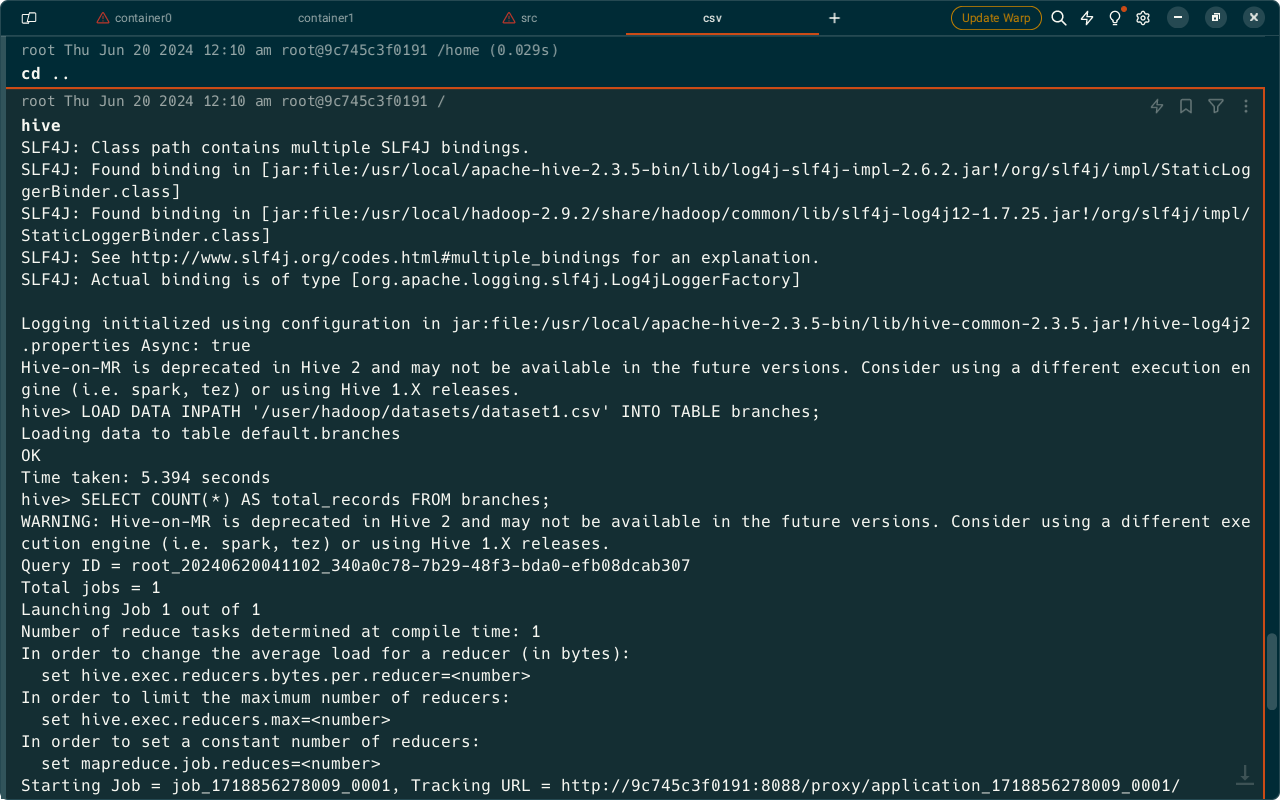 container0
container1
src
csv
+
Update Warp
root Thu Jun 20 2024 12:10 am root@9c745c3f0191 /home (0.029s)
cd ..
root Thu Jun 20 2024 12:10 am root@9c745c3f0191 /
hive
SLF4J: Class path contains multiple SLF4J bindings.
SLF4J: Found binding in [jar:file:/usr/local/apache-hive-2.3.5-bin/lib/log4j-slf4j-impl-2.6.2.jar!/org/slf4j/impl/StaticLog
gerBinder.class]
SLF4J: Found binding in [jar:file:/usr/local/hadoop-2.9.2/share/hadoop/common/lib/slf4j-log4j12-1.7.25.jar!/org/slf4j/impl/
StaticLoggerBinder.class]
SLF4J: See http://www.slf4j.org/codes.html#multiple_bindings for an explanation.
SLF4J: Actual binding is of type [org.apache.logging.slf4j.Log4jLoggerFactory]
Logging initialized using configuration in jar:file:/usr/local/apache-hive-2.3.5-bin/lib/hive-common-2.3.5.jar!/hive-log4j2
.properties Async: true
Hive-on-MR is deprecated in Hive 2 and may not be available in the future versions. Consider using a different execution en
gine (i.e. spark, tez) or using Hive 1.X releases.
hive> LOAD DATA INPATH '/user/hadoop/datasets/dataset1.csv' INTO TABLE branches;
Loading data to table default.branches
OK
Time taken: 5.394 seconds
hive> SELECT COUNT(*) AS total_records FROM branches;
WARNING: Hive-on-MR is deprecated in Hive 2 and may not be available in the future versions. Consider using a different exe
cution engine (i.e. spark, tez) or using Hive 1.X releases.
Query ID = root_20240620041102_340a0c78-7b29-48f3-bda0-efb08dcab307
Total jobs = 1
Launching Job 1 out of 1
Number of reduce tasks determined at compile time: 1
In order to change the average load for a reducer (in bytes):
  set hive.exec.reducers.bytes.per.reducer=<number>
In order to limit the maximum number of reducers:
  set hive.exec.reducers.max=<number>
In order to set a constant number of reducers:
  set mapreduce.job.reduces=<number>
Starting Job = job_1718856278009_0001, Tracking URL = http://9c745c3f0191:8088/proxy/application_1718856278009_0001/